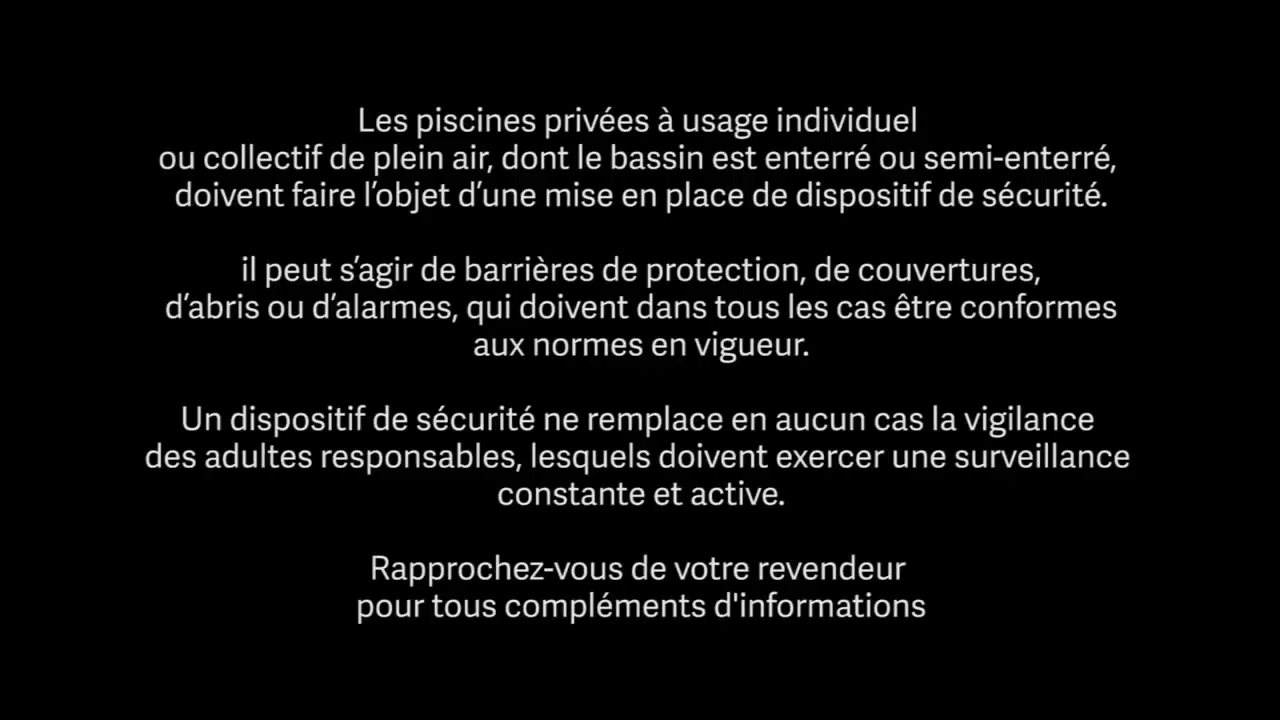 Les piscines privées à usage individuel
ou collectif de plein air, dont le bassin est enterré ou semi-enterré,
doivent faire l’objet d’une mise en place de dispositif de sécurité.
il peut s’agir de barrières de protection, de couvertures,
d’abris ou d’alarmes, qui doivent dans tous les cas être conformes
aux normes en vigueur.
Un dispositif de sécurité ne remplace en aucun cas la vigilance
des adultes responsables, lesquels doivent exercer une surveillance
constante et active.
Rapprochez-vous de votre revendeur
pour tous compléments d'informations